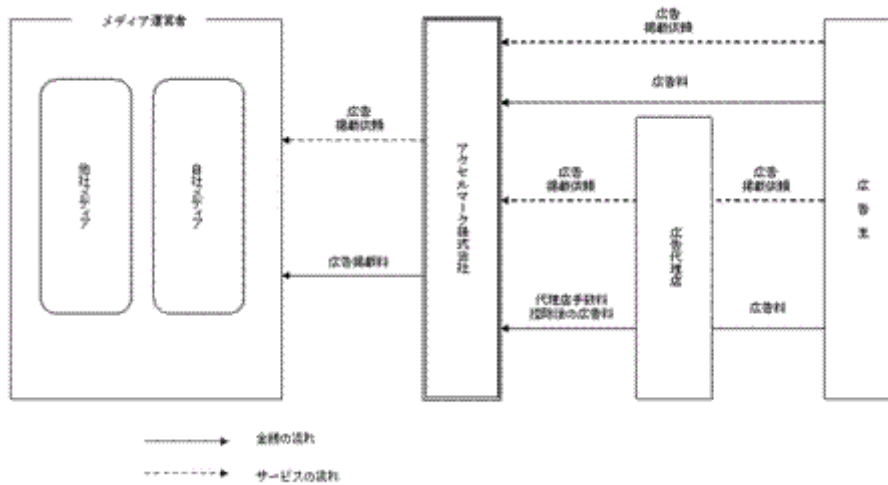 メディア運営者
他社メディア
自社メディア
広告
掲載依頼
広告掲載料
アクセルマーク株式会社
広告
掲載依頼
広告料
広告
掲載依頼
代理店手数料
控除後の広告料
広告代理店
広告
掲載依頼
広告料
広告主
金銭の流れ
サービスの流れ